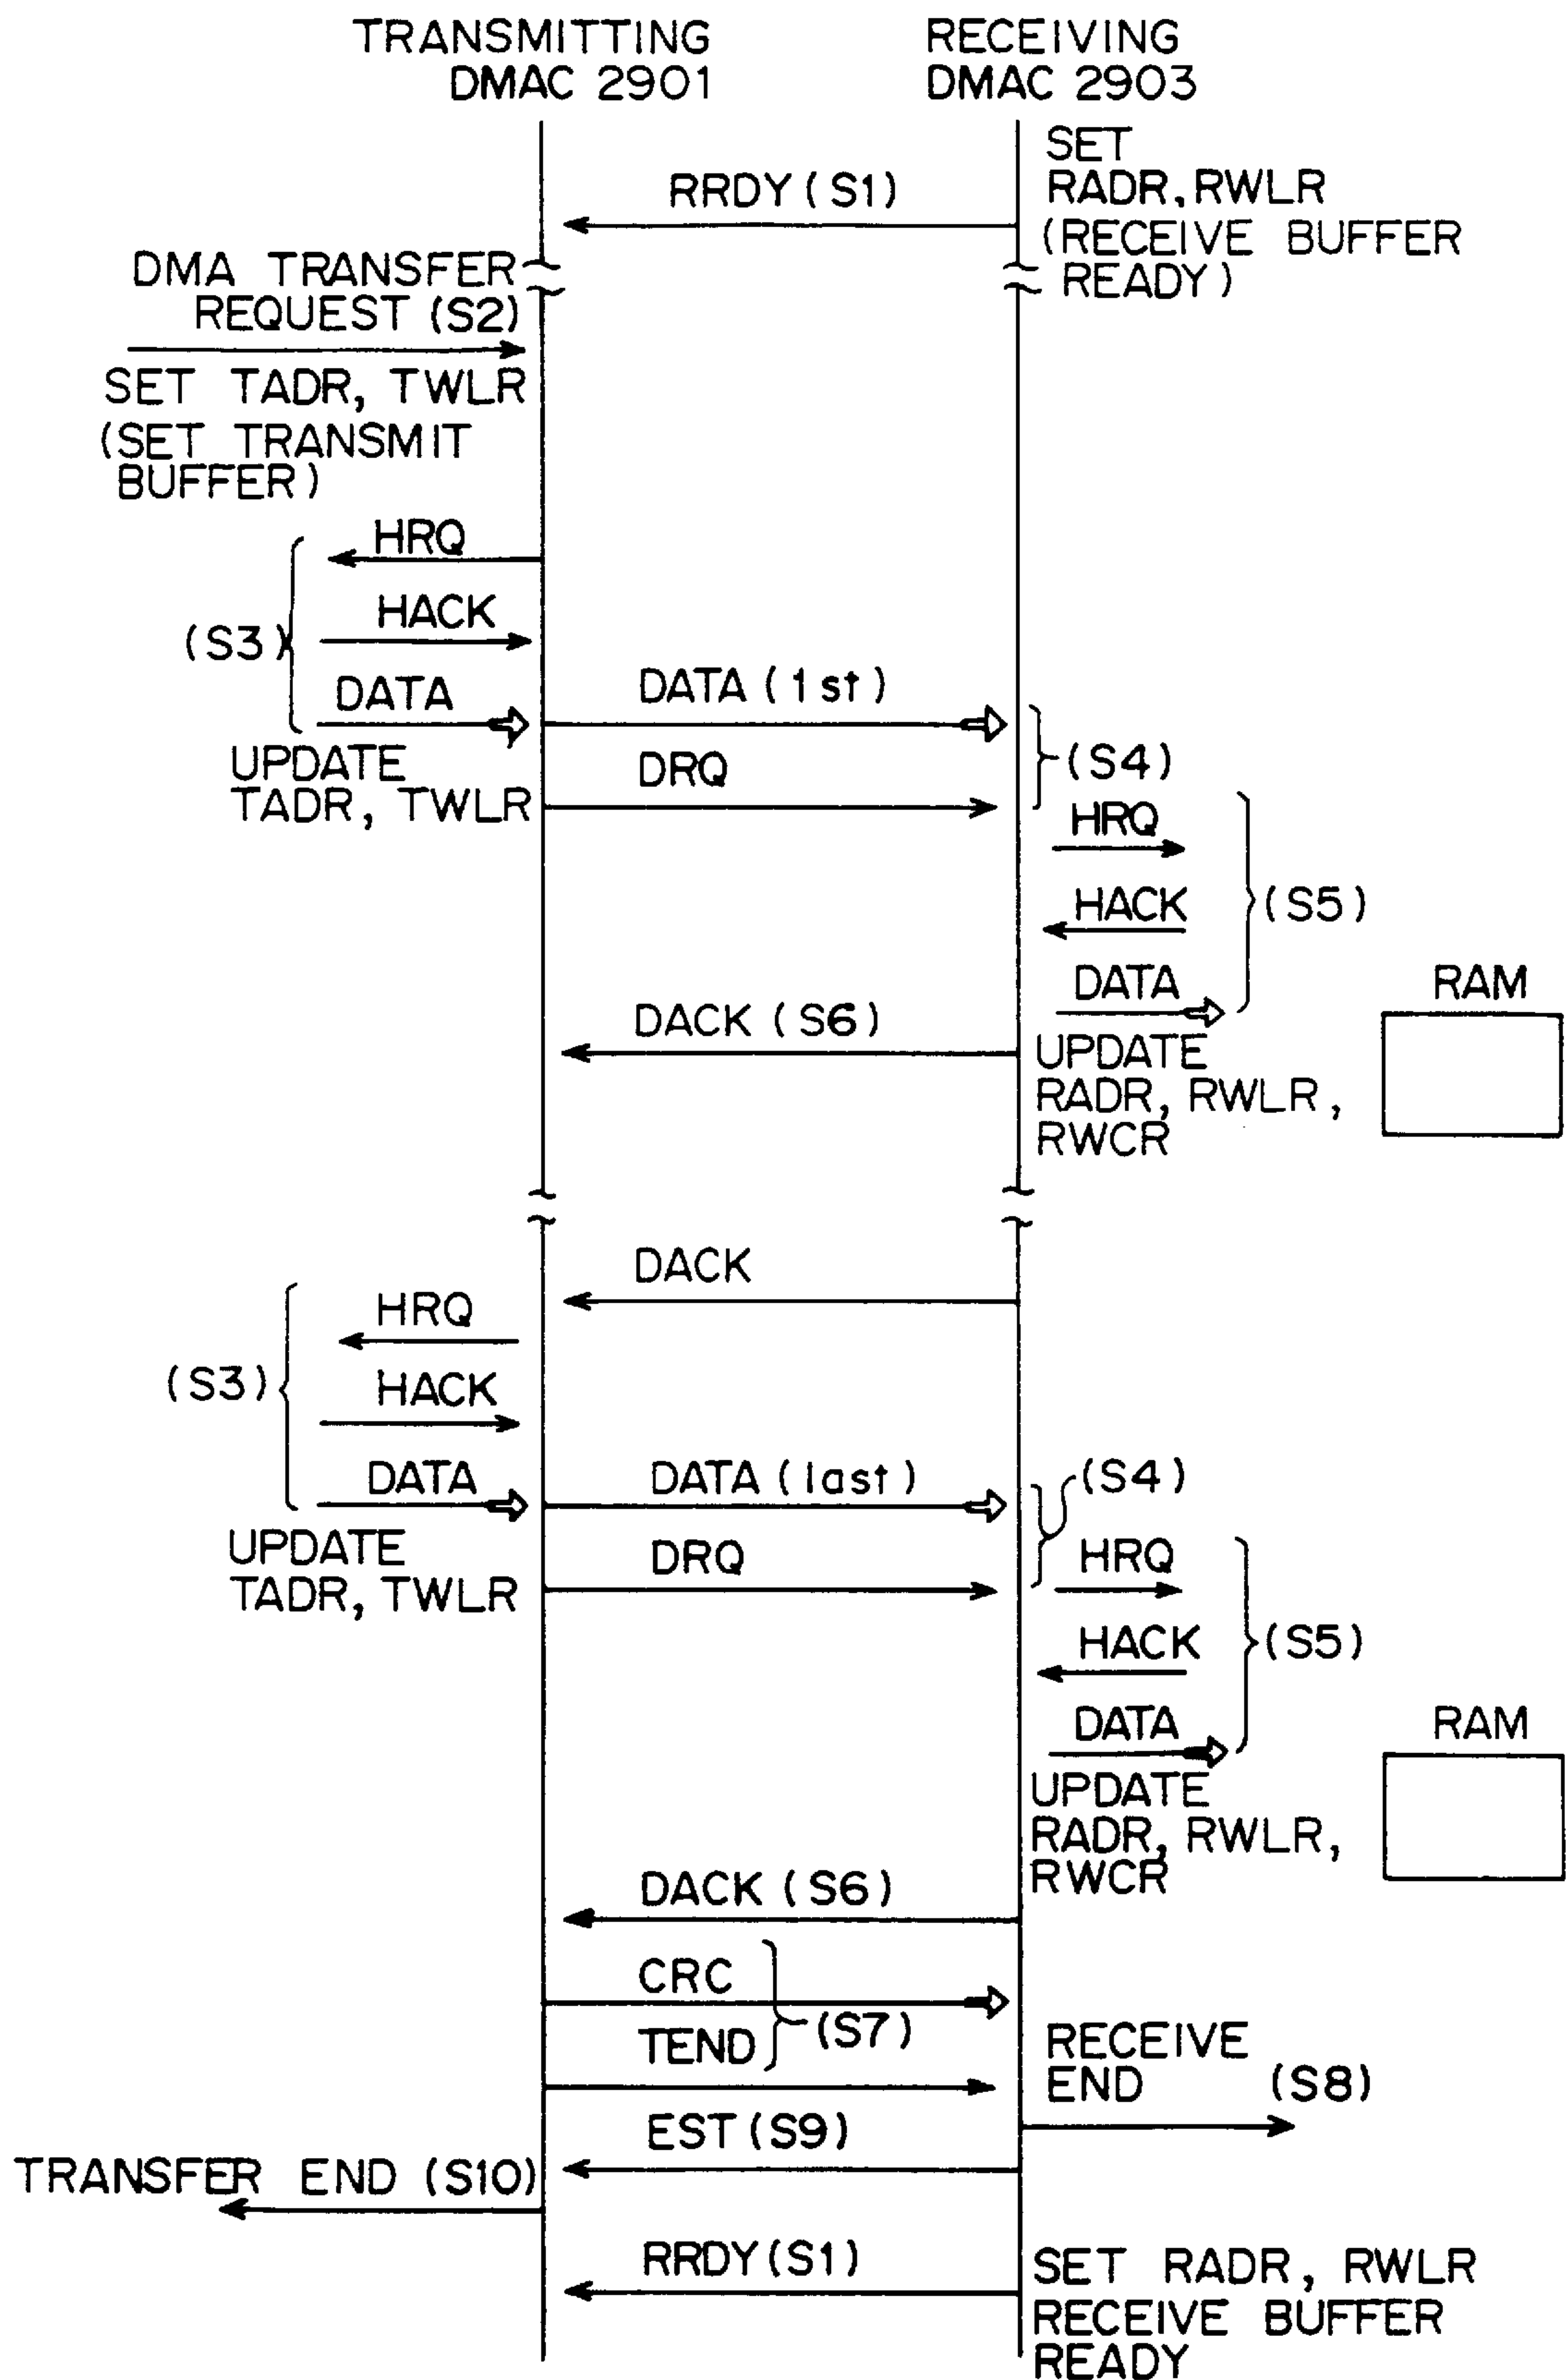 TRANSMITTING
DMAC 2901
RECEIVING
DMAC 2903
SET
RADR, RWLR
(RECEIVE BUFFER
READY)
RRDY (S1)
DMA TRANSFER
REQUEST (S2)
SET TADR, TWLR
(SET TRANSMIT
BUFFER)
HRQ
HACK
(S3)
DATA
DATA (1st)
UPDATE
TADR, TWLR
DRQ
(S4)
HRQ
HACK
(S5)
DATA
RAM
DACK (S6)
UPDATE
RADR, RWLR,
RWCR
DACK
HRQ
(S3)
HACK
DATA
DATA (last)
(S4)
UPDATE
TADR, TWLR
DRQ
HRQ
HACK
(S5)
DATA
RAM
UPDATE
RADR, RWLR,
RWCR
DACK (S6)
CRC
TEND
(S7)
RECEIVE
END (S8)
EST (S9)
TRANSFER END (S10)
RRDY (S1)
SET RADR, RWLR
RECEIVE BUFFER
READY